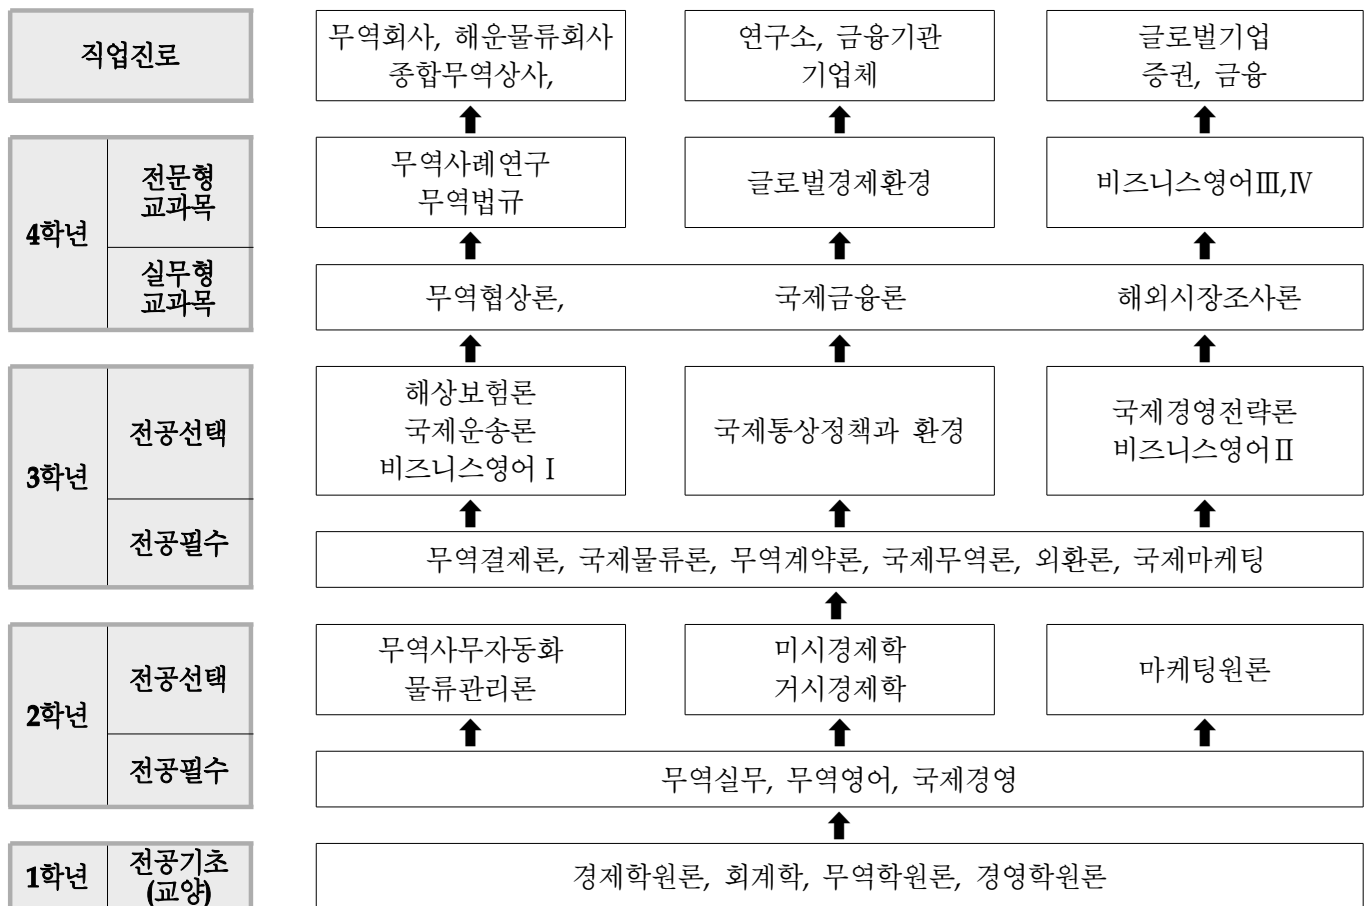 직업진로
무역회사, 해운물류회사
종합무역상사,
연구소, 금융기관
기업체
글로벌기업
증권, 금융
4학년
전문형
교과목
무역사례연구
무역법규
글로벌경제환경
비즈니스영어Ⅲ,Ⅳ
실무형
교과목
무역협상론,
국제금융론
해외시장조사론
3학년
전공선택
해상보험론
국제운송론
비즈니스영어Ⅰ
국제통상정책과 환경
국제경영전략론
비즈니스영어Ⅱ
전공필수
무역결제론, 국제물류론, 무역계약론, 국제무역론, 외환론, 국제마케팅
2학년
전공선택
무역사무자동화
물류관리론
미시경제학
거시경제학
마케팅원론
전공필수
무역실무, 무역영어, 국제경영
1학년
전공기초
(교양)
경제학원론, 회계학, 무역학원론, 경영학원론